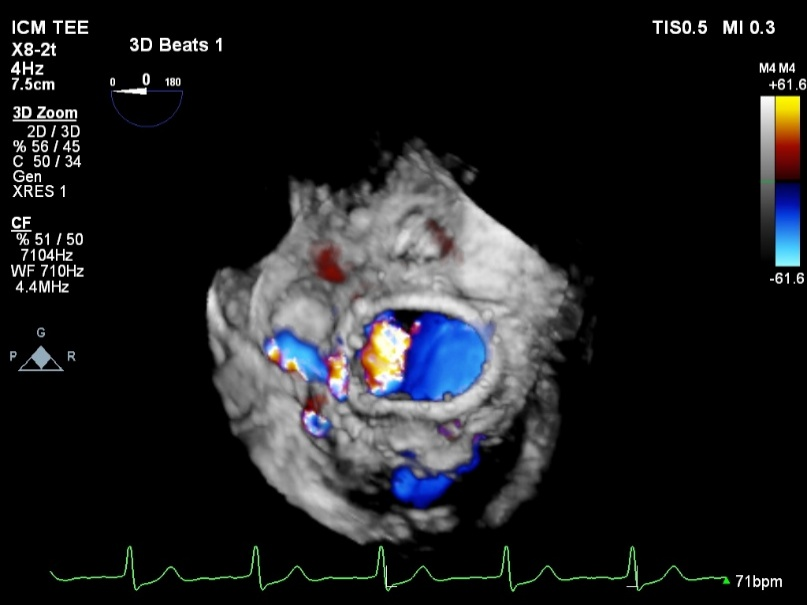 ICM TEE
X8-2t
4Hz
7.5cm
3D Beats 1
TIS0.5 MI 0.3
0 0 180
M4 M4
+61.6
-61.6
3D Zoom
2D / 3D
% 56 / 45
C 50 / 34
Gen
XRES 1
CF
% 51 / 50
7104Hz
WF 710Hz
4.4MHz
G
P R
71bpm